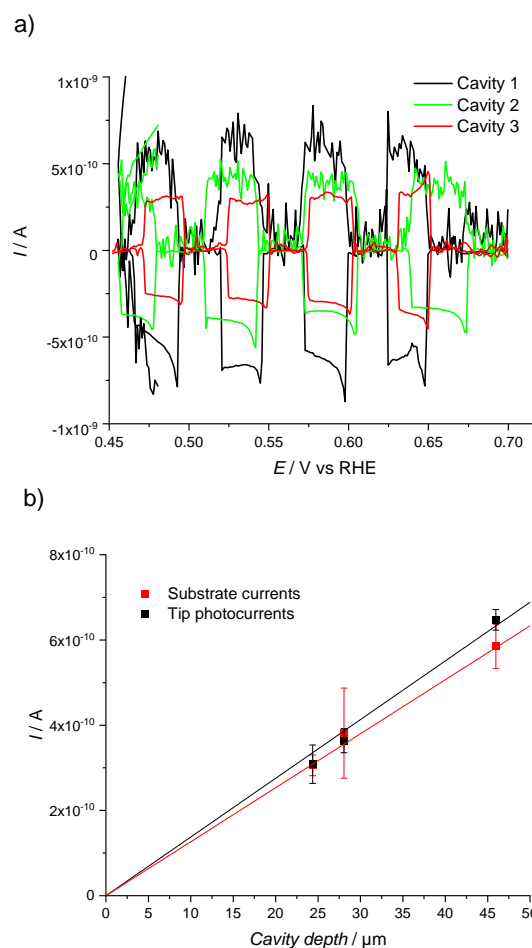 a)
1x10⁻⁹
5x10⁻¹⁰
0
-5x10⁻¹⁰
-1x10⁻⁹
I / A
Cavity 1
Cavity 2
Cavity 3
0.45 0.50 0.55 0.60 0.65 0.70
E / V vs RHE
b)
8x10⁻¹⁰
6x10⁻¹⁰
4x10⁻¹⁰
2x10⁻¹⁰
0
I / A
Substrate currents
Tip photocurrents
0 5 10 15 20 25 30 35 40 45 50
Cavity depth / µm